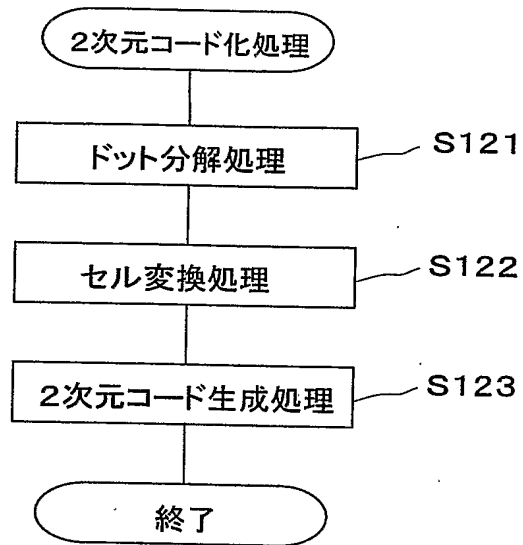 2次元コード化処理
ドット分解処理
S121
セル変換処理
S122
2次元コード生成処理
S123
終了